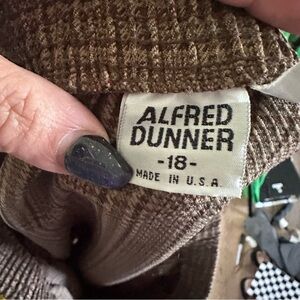 ALFRED
DUNNER
-18-
MADE IN U.S.A.